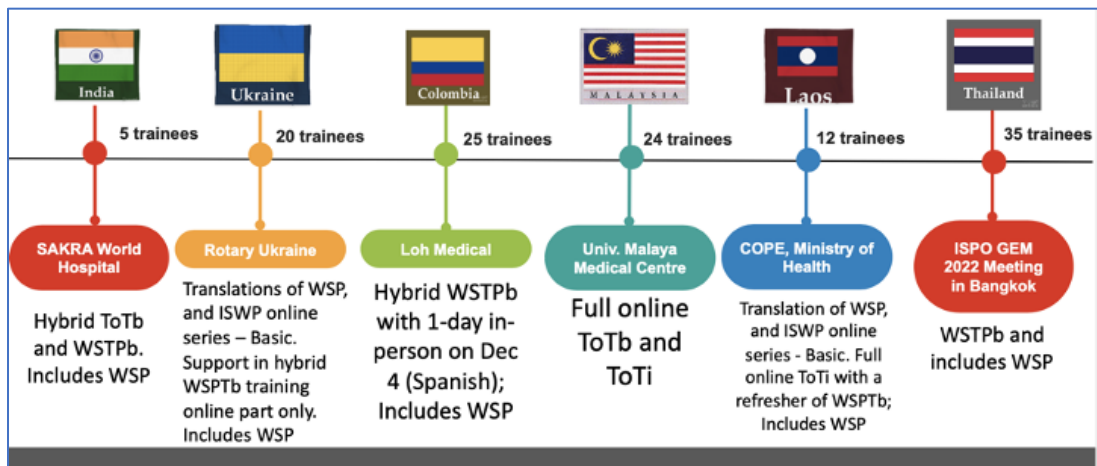 India
Ukraine
Colombia
MALAYSIA
Laos
Thailand
5 trainees
20 trainees
25 trainees
24 trainees
12 trainees
35 trainees
SAKRA World
Hospital
Hybrid ToTb
and WSTPb.
Includes WSP
Rotary Ukraine
Translations of WSP,
and ISWP online
series – Basic.
Support in hybrid
WSPTb training
online part only.
Includes WSP
Loh Medical
Hybrid WSTPb
with 1-day in-
person on Dec
4 (Spanish);
Includes WSP
Univ. Malaya
Medical Centre
Full online
ToTb and
ToTi
COPE, Ministry of
Health
Translation of WSP,
and ISWP online
series - Basic. Full
online ToTi with a
refresher of WSPTb;
Includes WSP
ISPO GEM
2022 Meeting
in Bangkok
WSTPb and
includes WSP